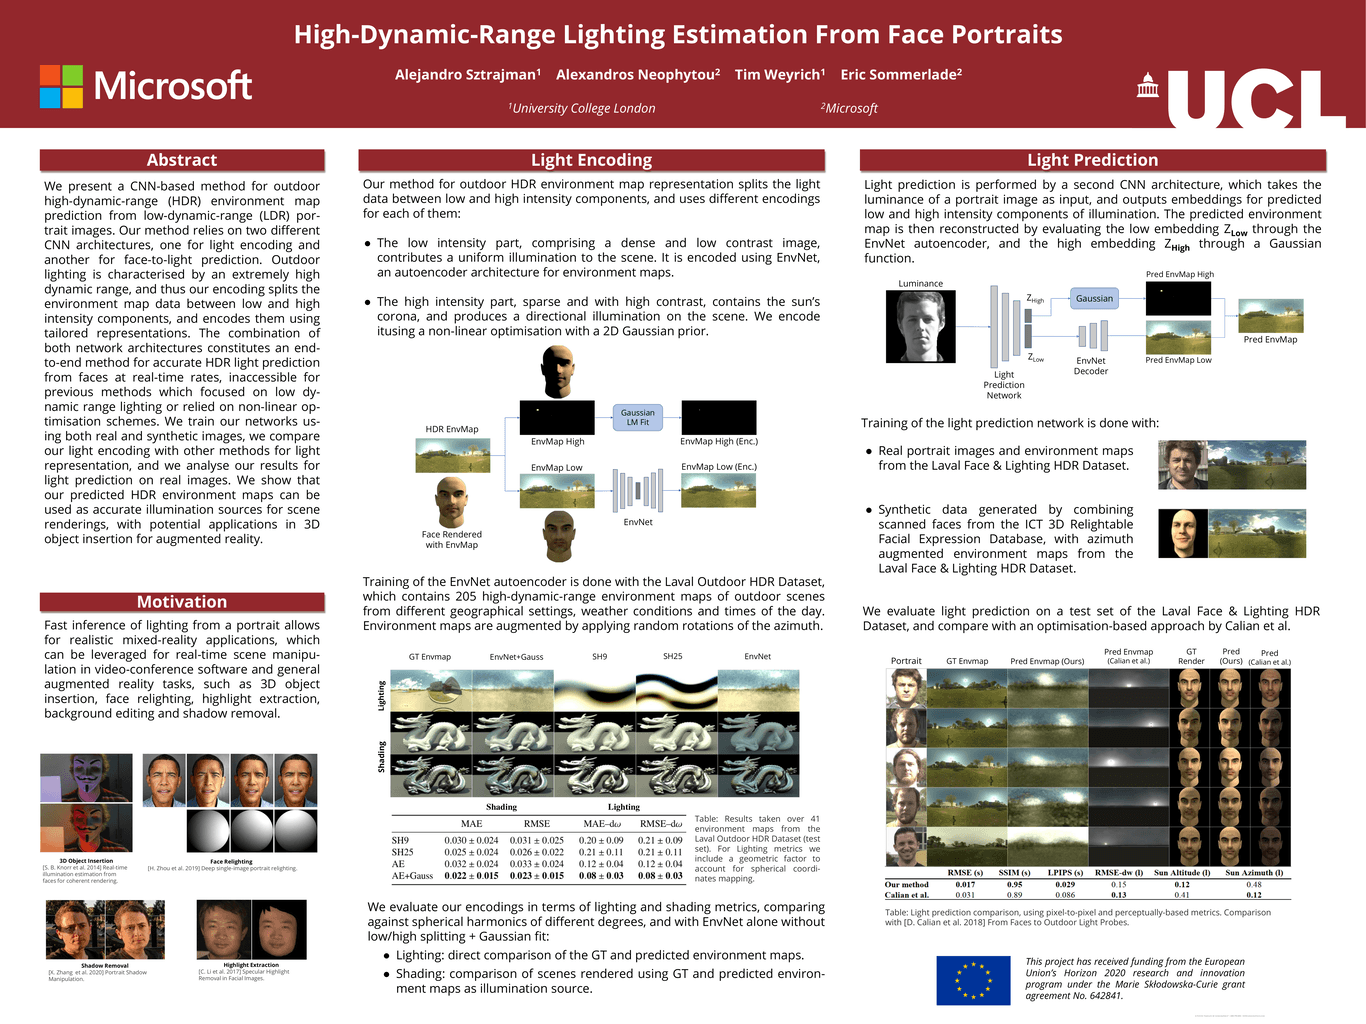 High-Dynamic-Range Lighting Estimation From Face Portraits
Alejandro Sztrajman¹ Alexandros Neophytou² Tim Weyrich¹ Eric Sommerlade²
¹University College London ²Microsoft
Microsoft
UCL
Abstract
We present a CNN-based method for outdoor
high-dynamic-range (HDR) environment map
prediction from low-dynamic-range (LDR) por-
trait images. Our method relies on two different
CNN architectures, one for light encoding and
another for face-to-light prediction. Outdoor
lighting is characterised by an extremely high
dynamic range, and thus our encoding splits the
environment map data between low and high
intensity components, and encodes them using
tailored representations. The combination of
both network architectures constitutes an end-
to-end method for accurate HDR light prediction
from faces at real-time rates, inaccessible for
previous methods which focused on low dy-
namic range lighting or relied on non-linear op-
timisation schemes. We train our networks us-
ing both real and synthetic images, we compare
our light encoding with other methods for light
representation, and we analyse our results for
light prediction on real images. We show that
our predicted HDR environment maps can be
used as accurate illumination sources for scene
renderings, with potential applications in 3D
object insertion for augmented reality.
Motivation
Fast inference of lighting from a portrait allows
for realistic mixed-reality applications, which
can be leveraged for real-time scene manipu-
lation in video-conference software and general
augmented reality tasks, such as 3D object
insertion, face relighting, highlight extraction,
background editing and shadow removal.
3D Object Insertion
[S. B. Knorr et al. 2014] Real-time
illumination estimation from
faces for coherent rendering.
Face Relighting
[H. Zhou et al. 2019] Deep single-image portrait relighting.
Shadow Removal
[X. Zhang et al. 2020] Portrait Shadow
Manipulation.
Highlight Extraction
[C. Li et al. 2017] Specular Highlight
Removal in Facial Images.
Light Encoding
Our method for outdoor HDR environment map representation splits the light
data between low and high intensity components, and uses different encodings
for each of them:
● The low intensity part, comprising a dense and low contrast image,
contributes a uniform illumination to the scene. It is encoded using EnvNet,
an autoencoder architecture for environment maps.
● The high intensity part, sparse and with high contrast, contains the sun's
corona, and produces a directional illumination on the scene. We encode
itusing a non-linear optimisation with a 2D Gaussian prior.
HDR EnvMap
EnvMap High
Gaussian
LM Fit
EnvMap High (Enc.)
EnvMap Low
EnvMap Low (Enc.)
EnvNet
Face Rendered
with EnvMap
Training of the EnvNet autoencoder is done with the Laval Outdoor HDR Dataset,
which contains 205 high-dynamic-range environment maps of outdoor scenes
from different geographical settings, weather conditions and times of the day.
Environment maps are augmented by applying random rotations of the azimuth.
GT Envmap EnvNet+Gauss SH9 SH25 EnvNet
Lighting
Shading
Shading Lighting
MAE RMSE MAE–dω RMSE–dω
SH9 0.030 ± 0.024 0.031 ± 0.025 0.20 ± 0.09 0.21 ± 0.09
SH25 0.025 ± 0.024 0.026 ± 0.022 0.21 ± 0.11 0.21 ± 0.11
AE 0.032 ± 0.024 0.033 ± 0.024 0.12 ± 0.04 0.12 ± 0.04
AE+Gauss 0.022 ± 0.015 0.023 ± 0.015 0.08 ± 0.03 0.08 ± 0.03
Table: Results taken over 41
environment maps from the
Laval Outdoor HDR Dataset (test
set). For Lighting metrics we
include a geometric factor to
account for spherical coordi-
nates mapping.
We evaluate our encodings in terms of lighting and shading metrics, comparing
against spherical harmonics of different degrees, and with EnvNet alone without
low/high splitting + Gaussian fit:
● Lighting: direct comparison of the GT and predicted environment maps.
● Shading: comparison of scenes rendered using GT and predicted environ-
ment maps as illumination source.
Light Prediction
Light prediction is performed by a second CNN architecture, which takes the
luminance of a portrait image as input, and outputs embeddings for predicted
low and high intensity components of illumination. The predicted environment
map is then reconstructed by evaluating the low embedding Z_Low through the
EnvNet autoencoder, and the high embedding Z_High through a Gaussian
function.
Luminance
Z_High
Z_Low
Light
Prediction
Network
Gaussian
EnvNet
Decoder
Pred EnvMap High
Pred EnvMap Low
Pred EnvMap
Training of the light prediction network is done with:
● Real portrait images and environment maps
from the Laval Face & Lighting HDR Dataset.
● Synthetic data generated by combining
scanned faces from the ICT 3D Relightable
Facial Expression Database, with azimuth
augmented environment maps from the
Laval Face & Lighting HDR Dataset.
We evaluate light prediction on a test set of the Laval Face & Lighting HDR
Dataset, and compare with an optimisation-based approach by Calian et al.
Portrait GT Envmap Pred Envmap (Ours) Pred Envmap (Calian et al.) GT Render Pred (Ours) Pred (Calian et al.)
RMSE (s) SSIM (s) LPIPS (s) RMSE-dw (l) Sun Altitude (l) Sun Azimuth (l)
Our method 0.017 0.95 0.029 0.15 0.12 0.48
Calian et al. 0.031 0.89 0.086 0.13 0.41 0.12
Table: Light prediction comparison, using pixel-to-pixel and perceptually-based metrics. Comparison
with [D. Calian et al. 2018] From Faces to Outdoor Light Probes.
This project has received funding from the European
Union's Horizon 2020 research and innovation
program under the Marie Skłodowska-Curie grant
agreement No. 642841.